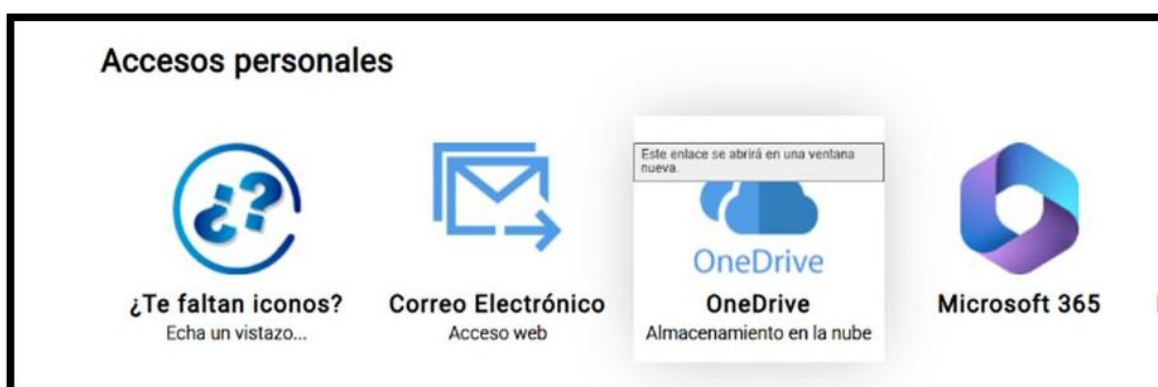 Accesos personales
¿?
Este enlace se abrirá en una ventana
nueva.
OneDrive
¿Te faltan iconos?
Echa un vistazo...
Correo Electrónico
Acceso web
OneDrive
Almacenamiento en la nube
Microsoft 365